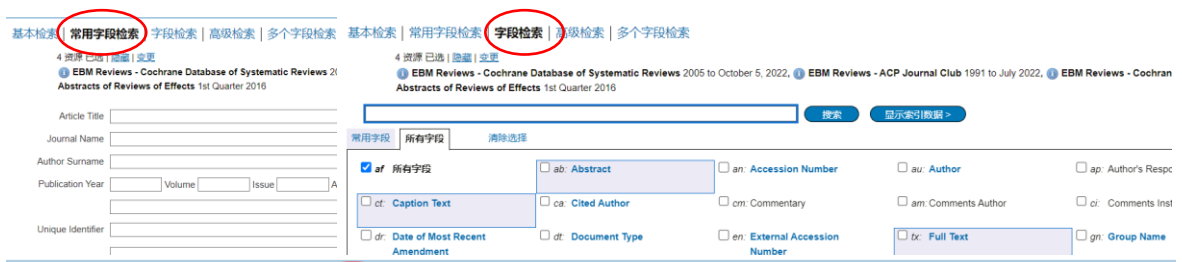 基本检索 | 常用字段检索 | 字段检索 | 高级检索 | 多个字段检索
4 资源 已选 | 隐藏 | 变更
EBM Reviews - Cochrane Database of Systematic Reviews
Abstracts of Reviews of Effects 1st Quarter 2016
Article Title
Journal Name
Author Surname
Publication Year Volume Issue
Unique Identifier
基本检索 | 常用字段检索 | 字段检索 | 高级检索 | 多个字段检索
4 资源 已选 | 隐藏 | 变更
EBM Reviews - Cochrane Database of Systematic Reviews 2005 to October 5, 2022, EBM Reviews - ACP Journal Club 1991 to July 2022, EBM Reviews - Cochran
Abstracts of Reviews of Effects 1st Quarter 2016
搜索 显示索引数据 >
常用字段 所有字段 清除选择
af 所有字段 ab: Abstract an: Accession Number au: Author ap: Author's Respo
ct: Caption Text ca: Cited Author cm: Commentary am: Comments Author ci: Comments Inst
dr: Date of Most Recent Amendment dt: Document Type en: External Accession Number tx: Full Text gn: Group Name